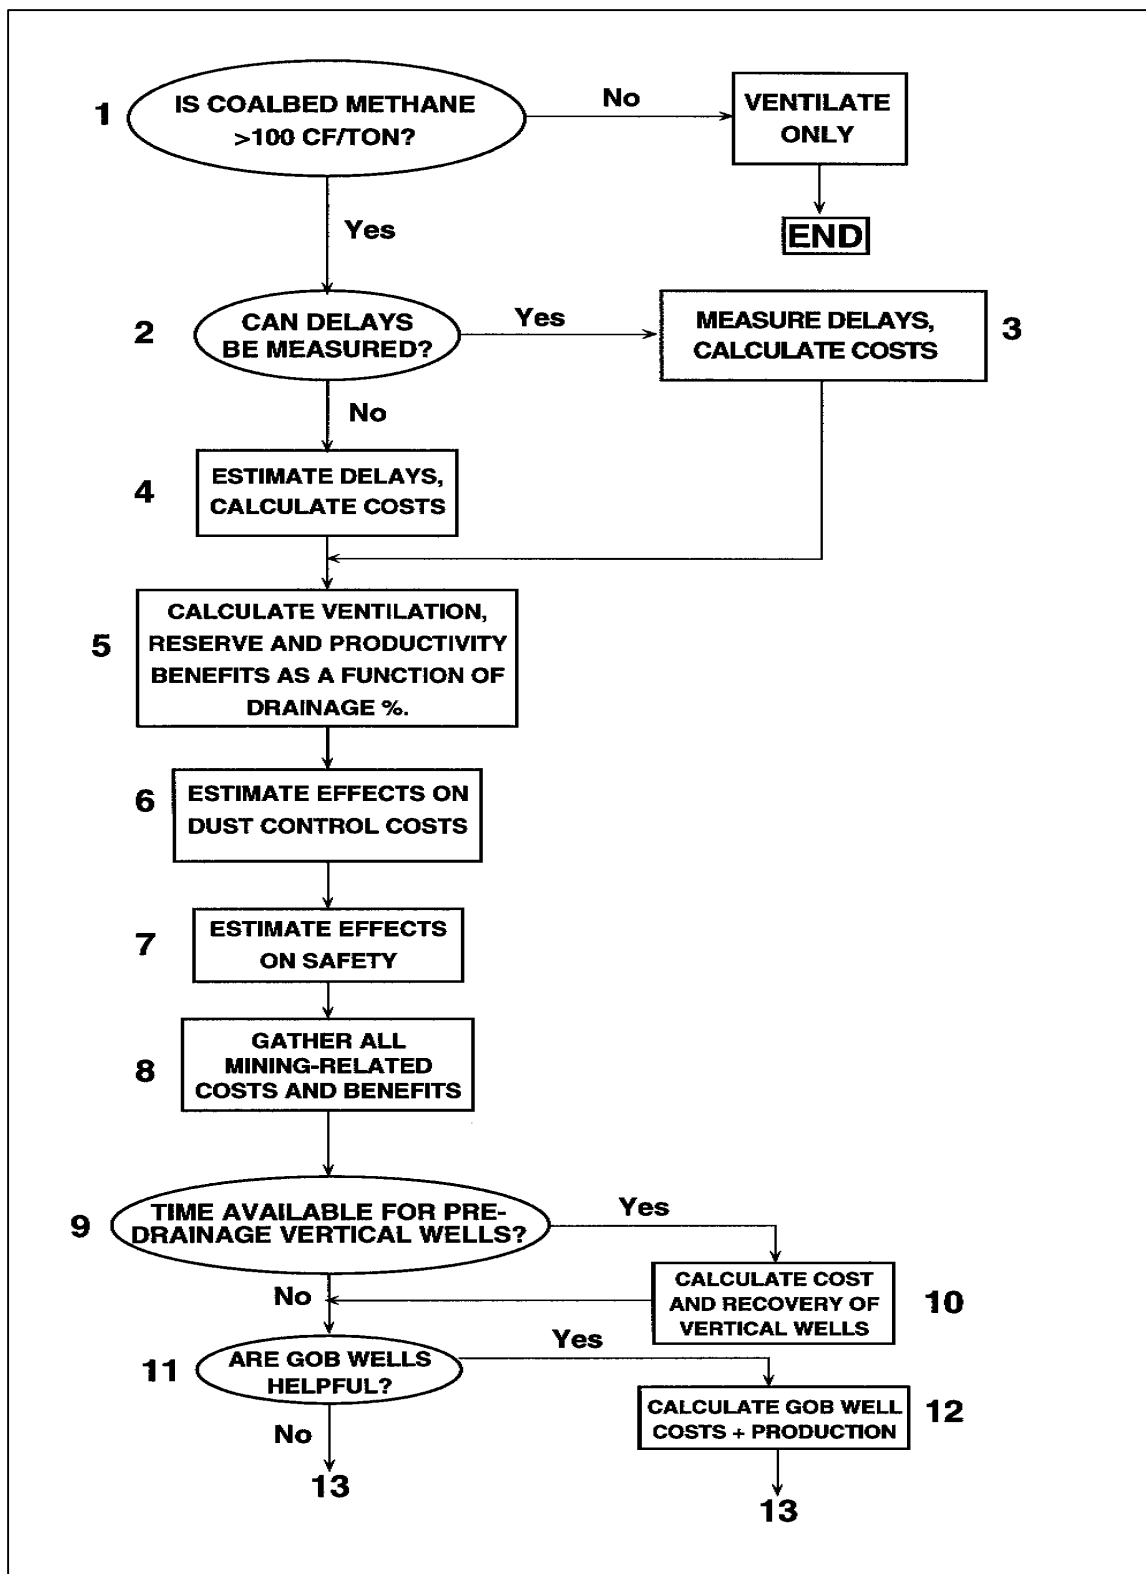 1
IS COALBED METHANE
>100 CF/TON?
No
VENTILATE
ONLY
END
Yes
2
CAN DELAYS
BE MEASURED?
Yes
MEASURE DELAYS,
CALCULATE COSTS
3
No
4
ESTIMATE DELAYS,
CALCULATE COSTS
5
CALCULATE VENTILATION,
RESERVE AND PRODUCTIVITY
BENEFITS AS A FUNCTION OF
DRAINAGE %.
6
ESTIMATE EFFECTS ON
DUST CONTROL COSTS
7
ESTIMATE EFFECTS
ON SAFETY
8
GATHER ALL
MINING-RELATED
COSTS AND BENEFITS
9
TIME AVAILABLE FOR PRE-
DRAINAGE VERTICAL WELLS?
Yes
CALCULATE COST
AND RECOVERY OF
VERTICAL WELLS
10
No
11
ARE GOB WELLS
HELPFUL?
Yes
CALCULATE GOB WELL
COSTS + PRODUCTION
12
No
13
13